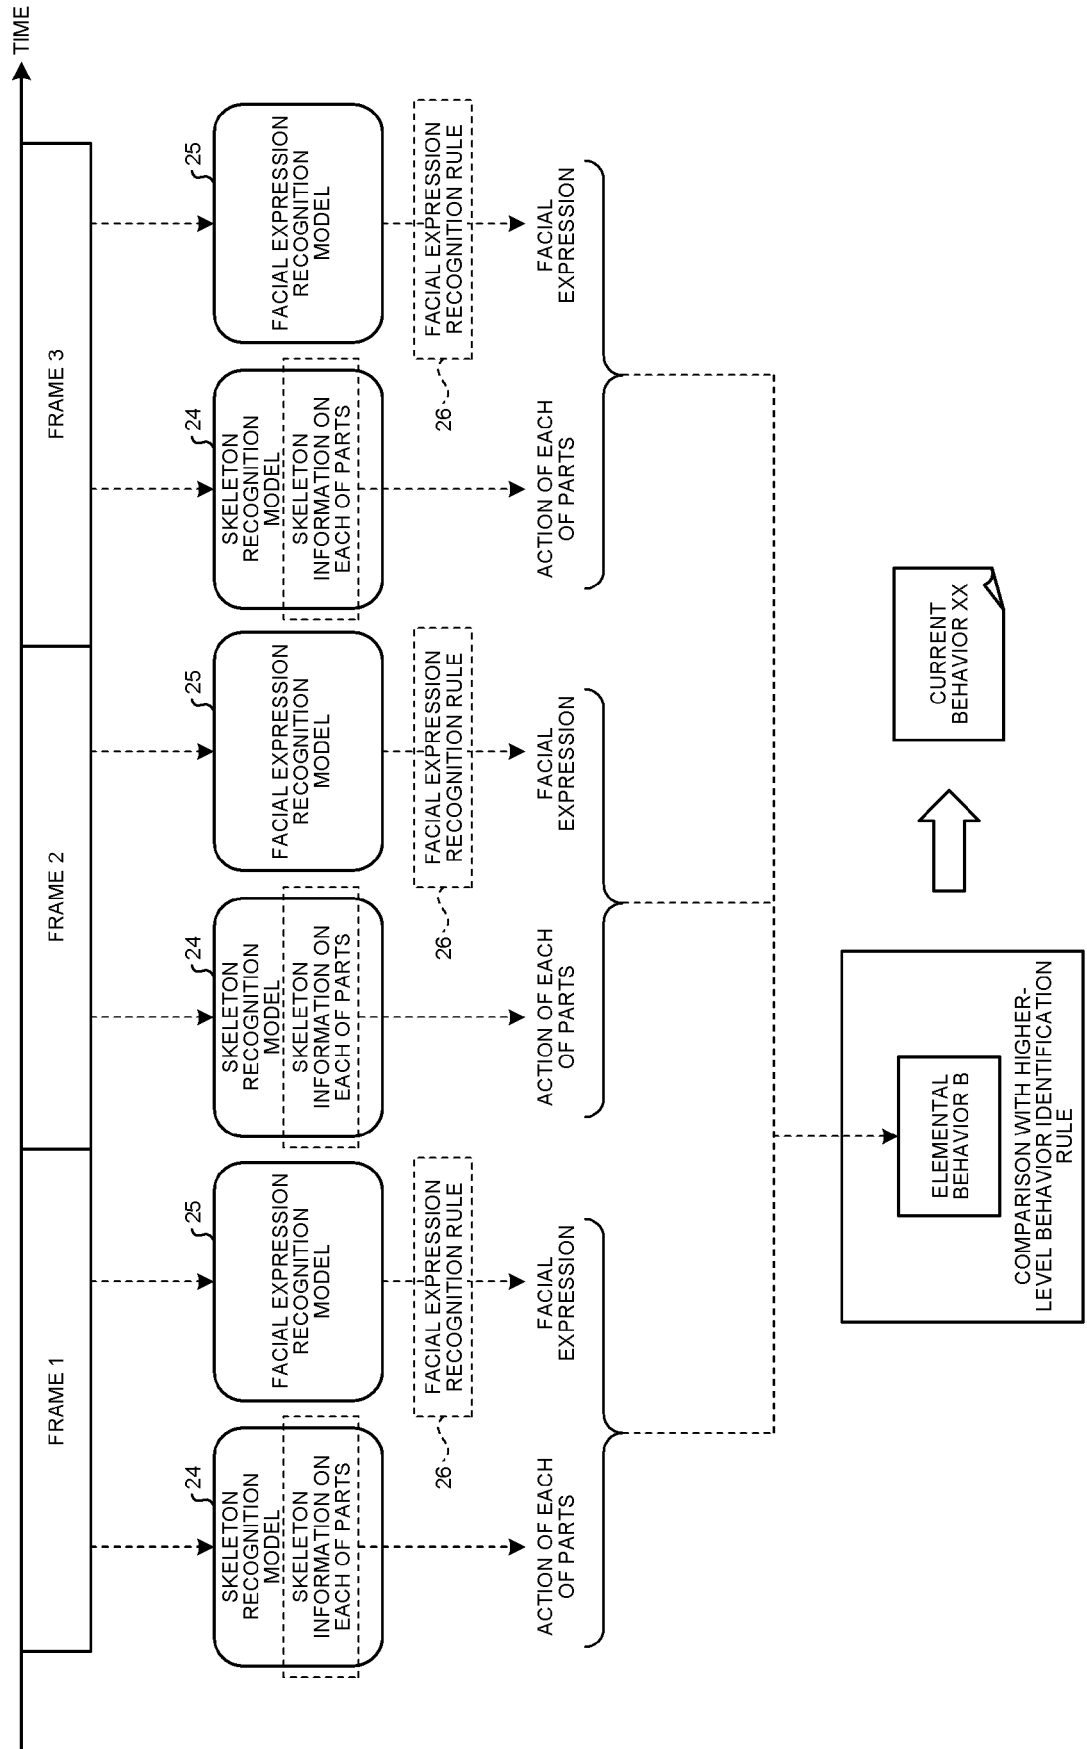 TIME
FRAME 1
FRAME 2
FRAME 3
24
SKELETON
RECOGNITION
MODEL
SKELETON
INFORMATION ON
EACH OF PARTS
25
FACIAL EXPRESSION
RECOGNITION
MODEL
24
SKELETON
RECOGNITION
MODEL
SKELETON
INFORMATION ON
EACH OF PARTS
25
FACIAL EXPRESSION
RECOGNITION
MODEL
24
SKELETON
RECOGNITION
MODEL
SKELETON
INFORMATION ON
EACH OF PARTS
25
FACIAL EXPRESSION
RECOGNITION
MODEL
26
FACIAL EXPRESSION
RECOGNITION RULE
26
FACIAL EXPRESSION
RECOGNITION RULE
26
FACIAL EXPRESSION
RECOGNITION RULE
ACTION OF EACH
OF PARTS
FACIAL
EXPRESSION
ACTION OF EACH
OF PARTS
FACIAL
EXPRESSION
ACTION OF EACH
OF PARTS
FACIAL
EXPRESSION
ELEMENTAL
BEHAVIOR B
COMPARISON WITH HIGHER-
LEVEL BEHAVIOR IDENTIFICATION
RULE
CURRENT
BEHAVIOR XX